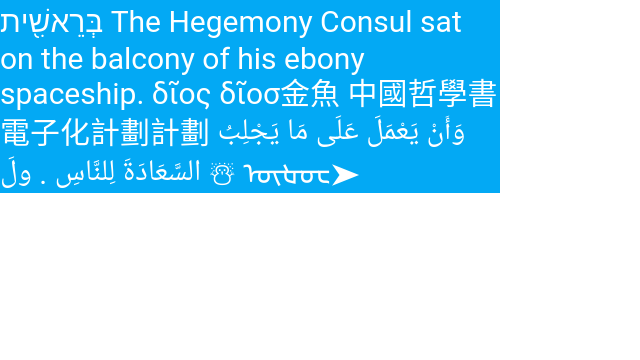 בְּרֵאשִׁ֖ית The Hegemony Consul sat
on the balcony of his ebony
spaceship. δῖος δῖοσ金魚 中國哲學書
電子化計劃計劃 وَأنْ يَعْمَلَ عَلَى مَا يَجْلِبُ
السَّعَادَةَ لِلنَّاسِ . ولَ ☃ ➤